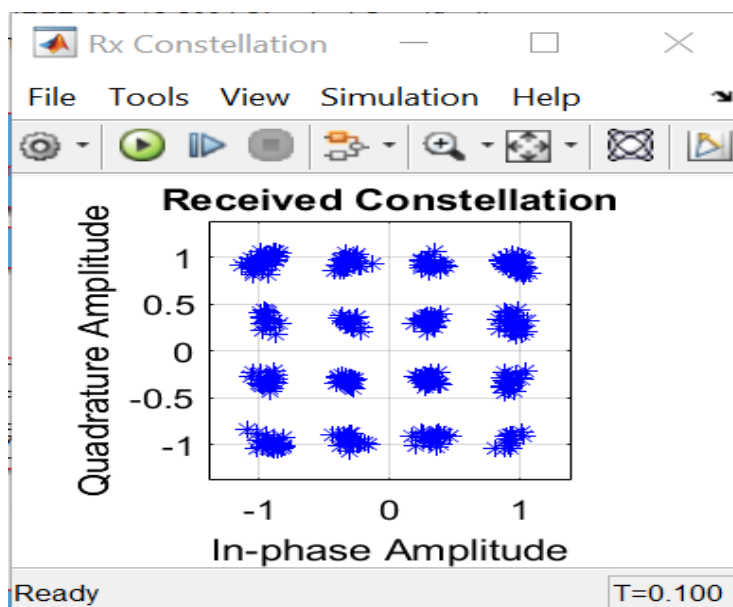 Rx Constellation
File Tools View Simulation Help
Received Constellation
Quadrature Amplitude
1
0.5
0
-0.5
-1
-1 0 1
In-phase Amplitude
Ready T=0.100